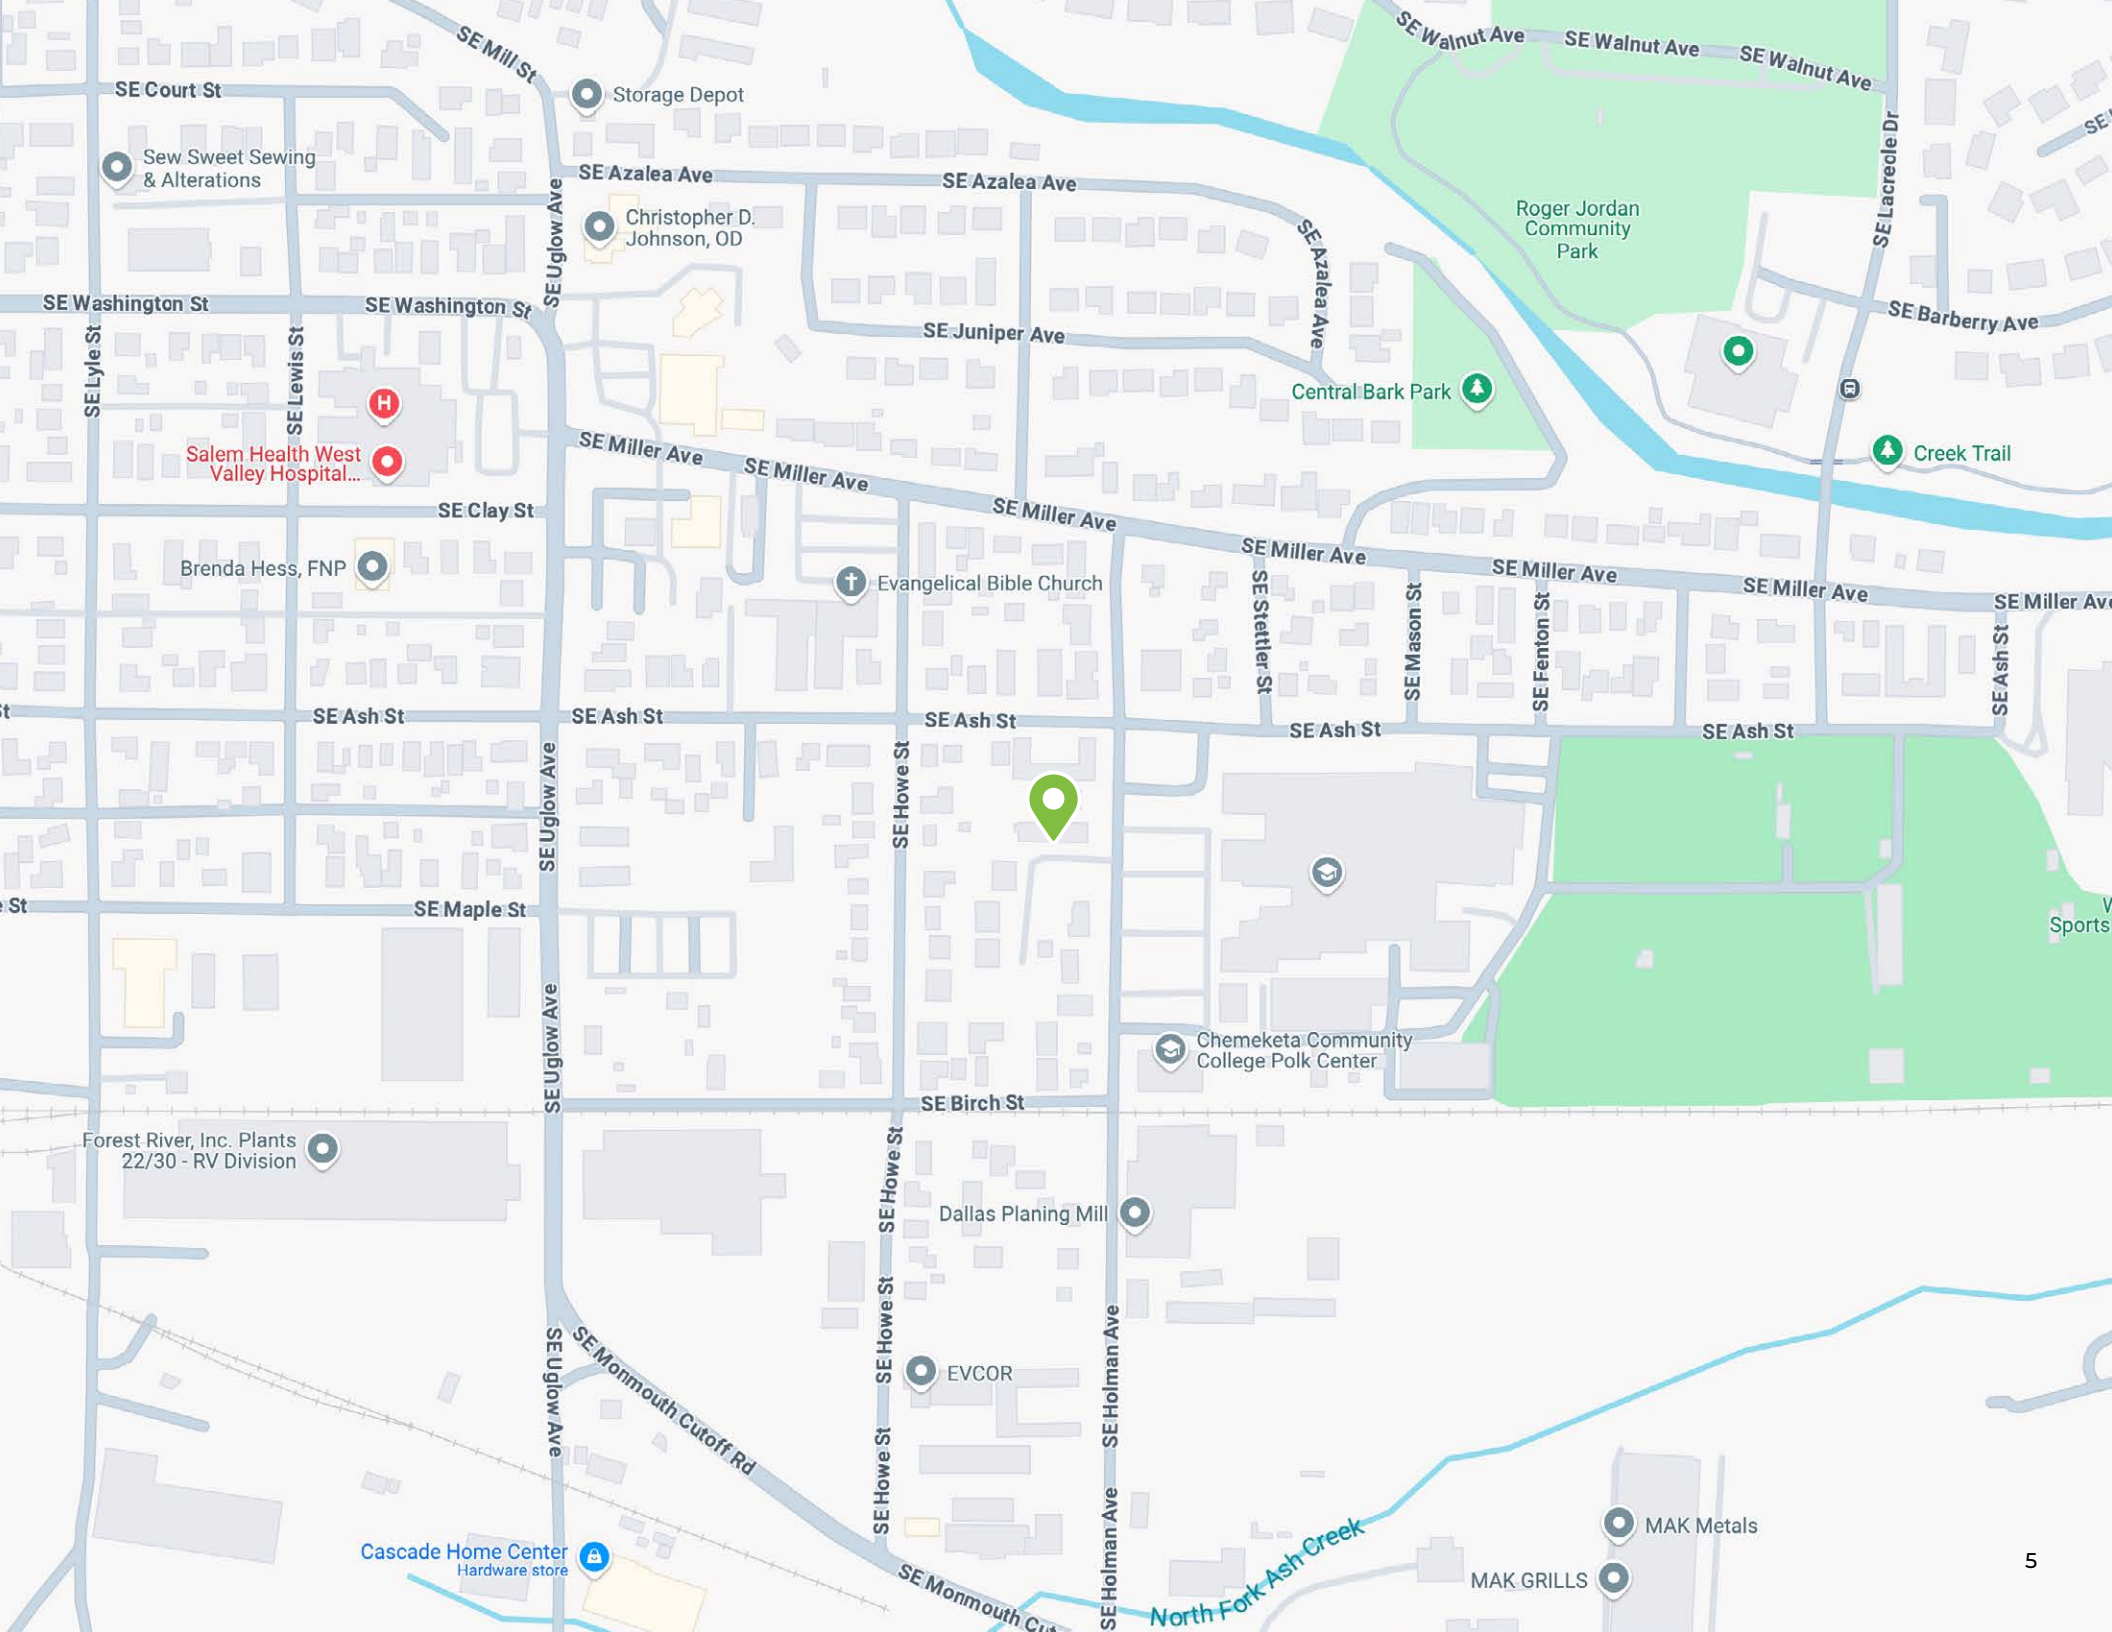 SE Walnut Ave
SE Walnut Ave
SE Walnut Ave
SE Mill St
SE Court St
Storage Depot
SE Lacreole Dr
SE
Sew Sweet Sewing
& Alterations
SE Azalea Ave
SE Azalea Ave
SE Uglow Ave
Christopher D.
Johnson, OD
SE Azalea Ave
Roger Jordan
Community
Park
SE Washington St
SE Washington St
SE Barberry Ave
SE Juniper Ave
SE Lyle St
SE Lewis St
H
Central Bark Park
Salem Health West
Valley Hospital...
SE Miller Ave
SE Miller Ave
Creek Trail
SE Clay St
SE Miller Ave
SE Miller Ave
SE Miller Ave
SE Miller Ave
SE Miller Ave
Brenda Hess, FNP
Evangelical Bible Church
SE Stettler St
SE Mason St
SE Fenton St
SE Ash St
St
SE Ash St
SE Ash St
SE Ash St
SE Ash St
SE Ash St
SE Uglow Ave
SE Howe St
St
SE Maple St
Sports
SE Uglow Ave
Chemeketa Community
College Polk Center
SE Birch St
Forest River, Inc. Plants
22/30 - RV Division
SE Howe St
Dallas Planing Mill
SE Howe St
SE Holman Ave
SE Uglow Ave
SE Monmouth Cutoff Rd
EVCOR
SE Howe St
SE Holman Ave
North Fork Ash Creek
MAK Metals
5
Cascade Home Center
Hardware store
SE Monmouth Cut
MAK GRILLS